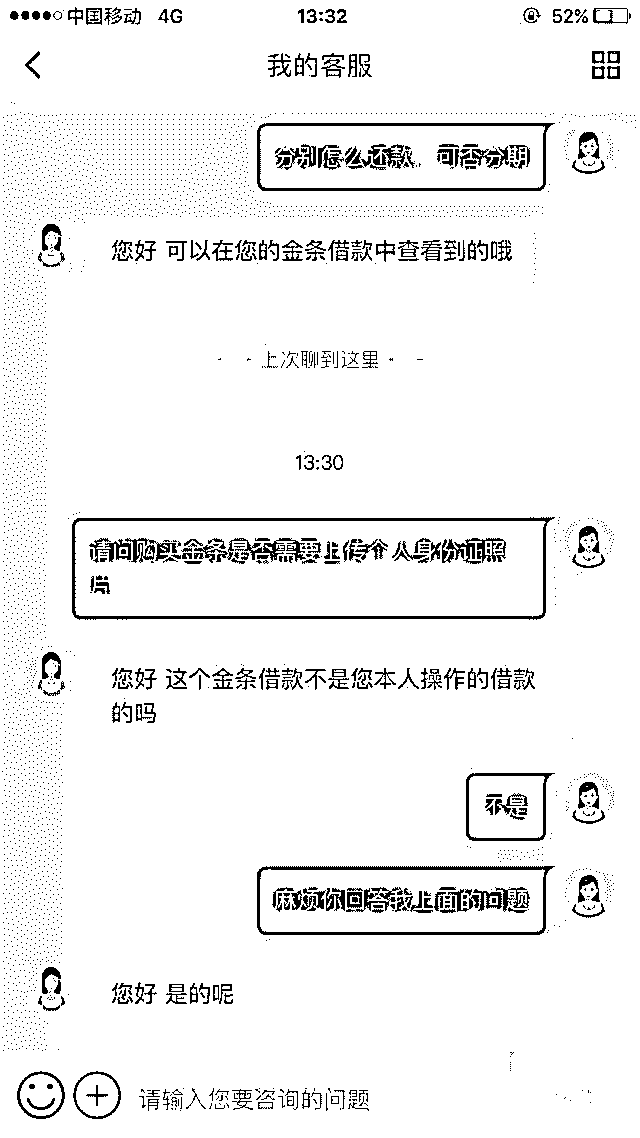 中国移动 4G 13:32 52%
我的客服
分别怎么还款，可否分期
您好 可以在您的金条借款中查看到的哦
上次聊到这里
13:30
请问购买金条是否需要上传个人身份证照
片
您好 这个金条借款不是您本人操作的借款
的吗
不是
麻烦你回答我上面的问题
您好 是的呢
请输入您要咨询的问题